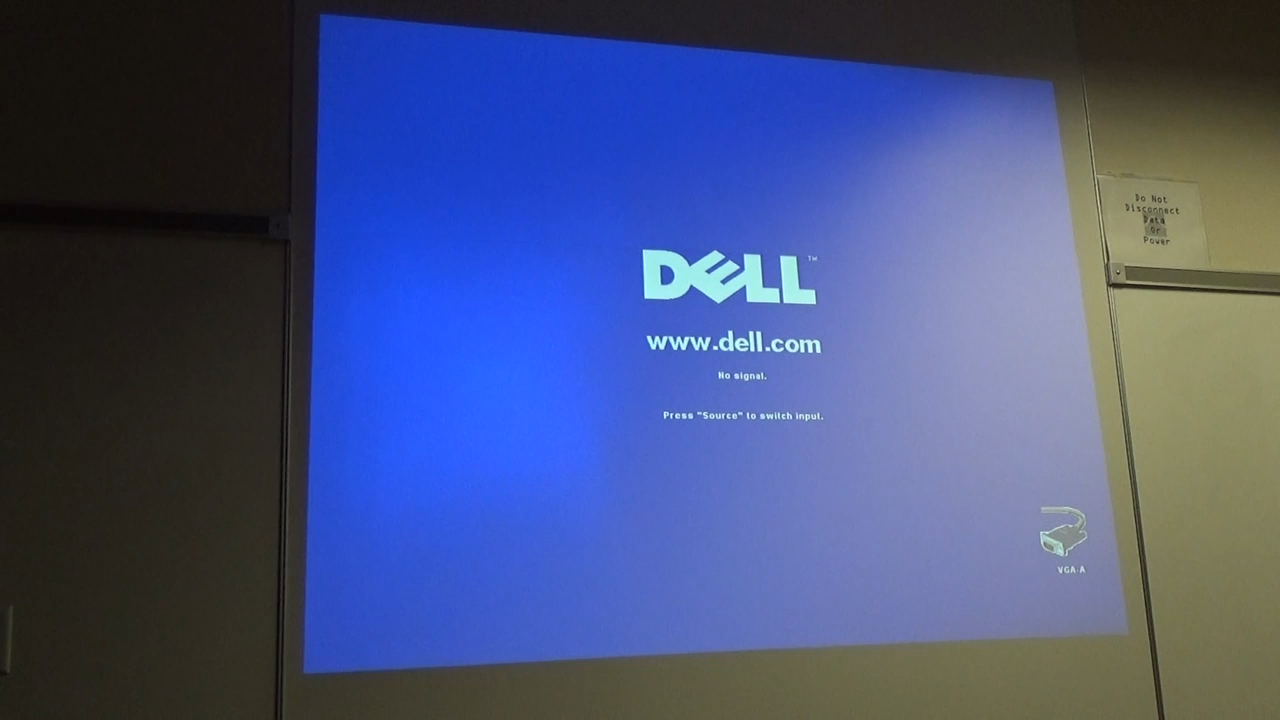 DELL™
www.dell.com
No signal.
Press "Source" to switch input.
VGA-A
Do Not
Disconnect
Data
Or
Power